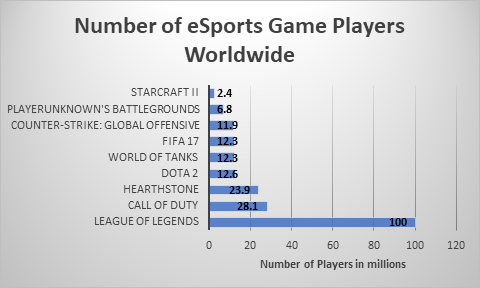 Number of eSports Game Players
Worldwide
STARCRAFT II 2.4
PLAYERUNKNOWN'S BATTLEGROUNDS 6.8
COUNTER-STRIKE: GLOBAL OFFENSIVE 11.9
FIFA 17 12.3
WORLD OF TANKS 12.3
DOTA 2 12.6
HEARTHSTONE 23.9
CALL OF DUTY 28.1
LEAGUE OF LEGENDS 100
0 20 40 60 80 100 120
Number of Players in millions